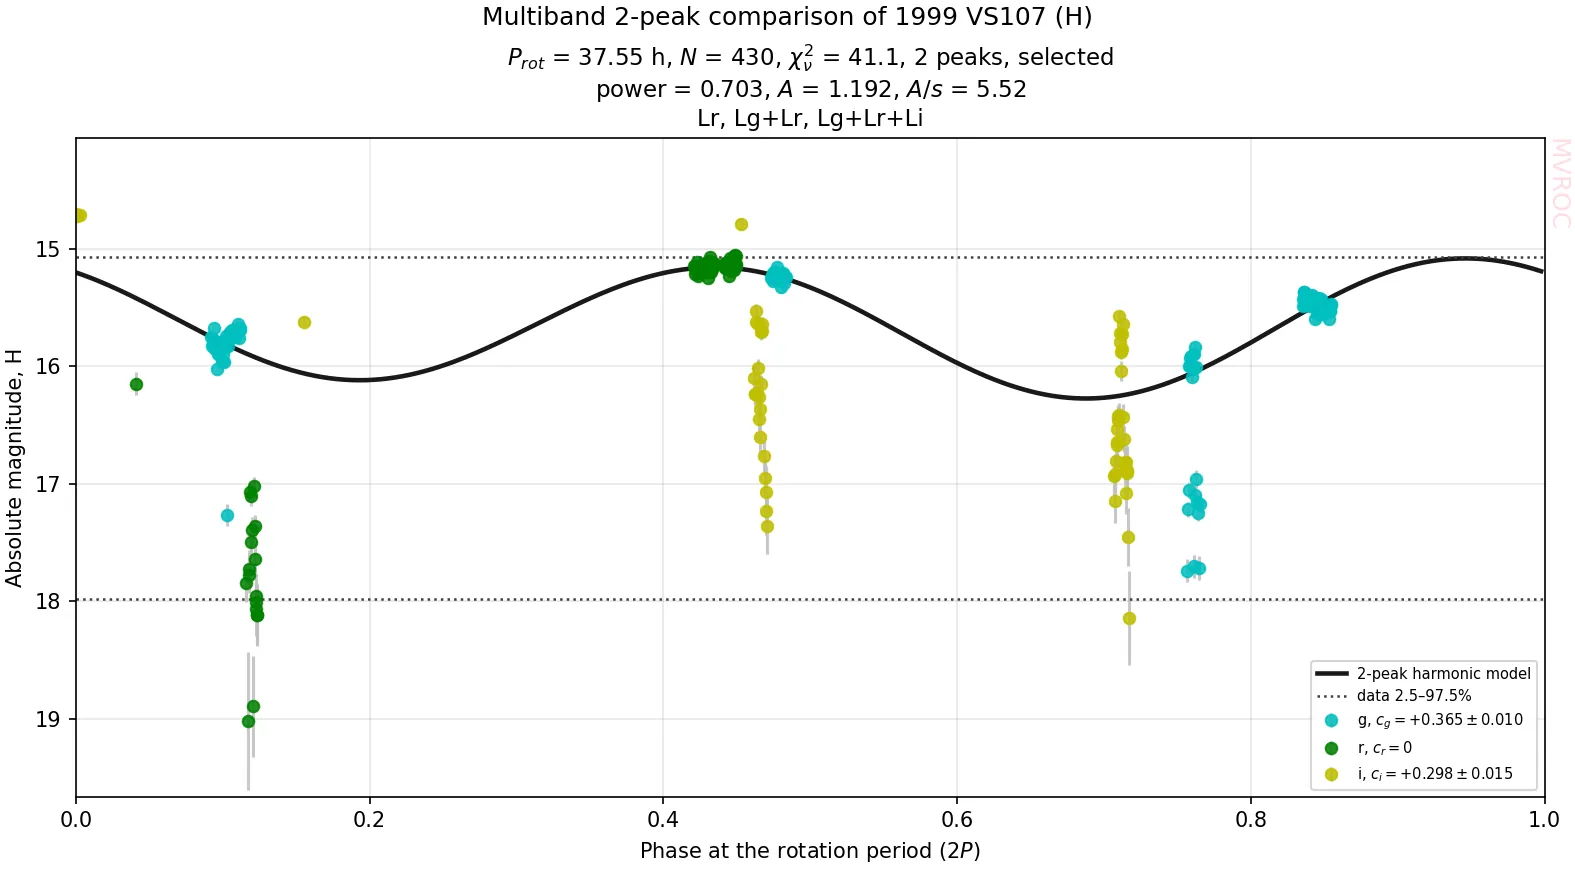 Multiband 2-peak comparison of 1999 VS107 (H)
P_rot = 37.55 h, N = 430, χ²_ν = 41.1, 2 peaks, selected
power = 0.703, A = 1.192, A/s = 5.52
Lr, Lg+Lr, Lg+Lr+Li
MVROC
Absolute magnitude, H
15
16
17
18
19
2-peak harmonic model
data 2.5–97.5%
g, c_g = +0.365 ± 0.010
r, c_r = 0
i, c_i = +0.298 ± 0.015
0.0 0.2 0.4 0.6 0.8 1.0
Phase at the rotation period (2P)